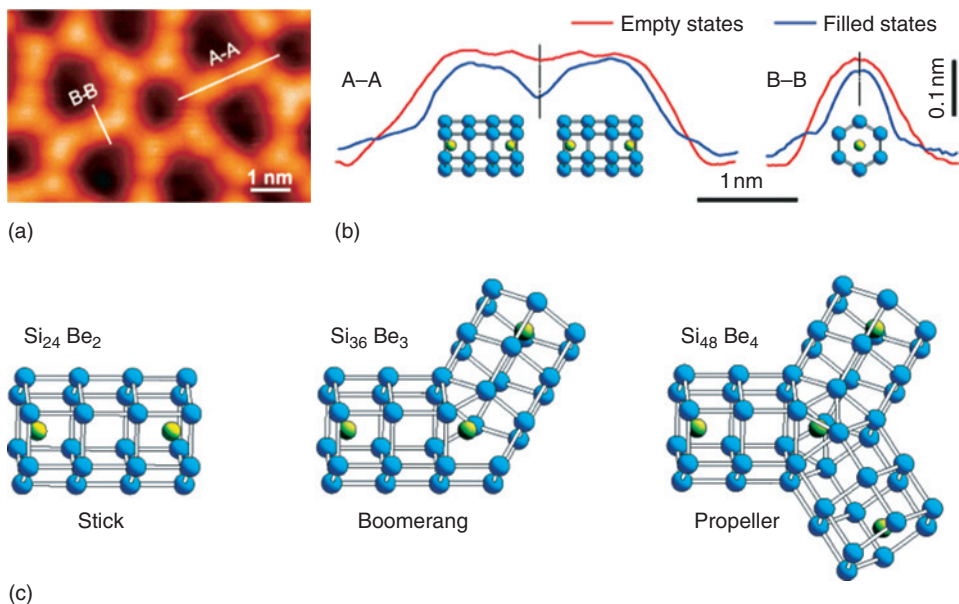 Empty states
Filled states
A-A
B-B
1 nm
A–A
B–B
0.1 nm
1 nm
(a)
(b)
Si24 Be2
Si36 Be3
Si48 Be4
Stick
Boomerang
Propeller
(c)